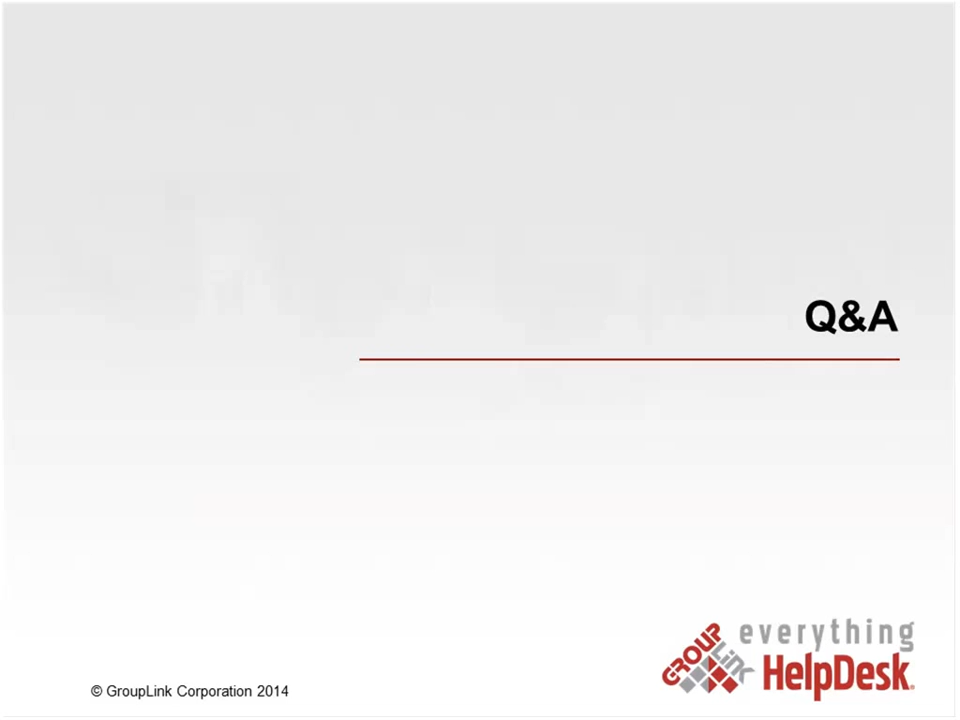 Q&A
GROUP
Link
everything
HelpDesk®
© GroupLink Corporation 2014